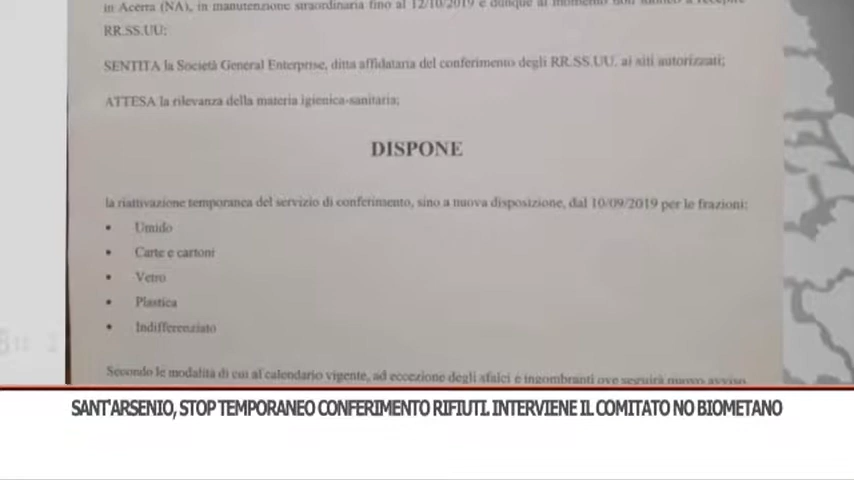 in Acerra (NA), in manutenzione straordinaria fino al 12/10/2019 e dunque al momento non idoneo a recepire
RR.SS.UU;
SENTITA la Società General Enterprise, ditta affidataria del conferimento degli RR.SS.UU. ai siti autorizzati;
ATTESA la rilevanza della materia igienica-sanitaria;
DISPONE
la riattivazione temporanea del servizio di conferimento, sino a nuova disposizione, dal 10/09/2019 per le frazioni:
• Umido
• Carte e cartoni
• Vetro
• Plastica
• Indifferenziato
Secondo le modalità di cui al calendario vigente, ad eccezione degli sfalci e ingombranti ove seguirà nuovo avviso
SANT'ARSENIO, STOP TEMPORANEO CONFERIMENTO RIFIUTI. INTERVIENE IL COMITATO NO BIOMETANO